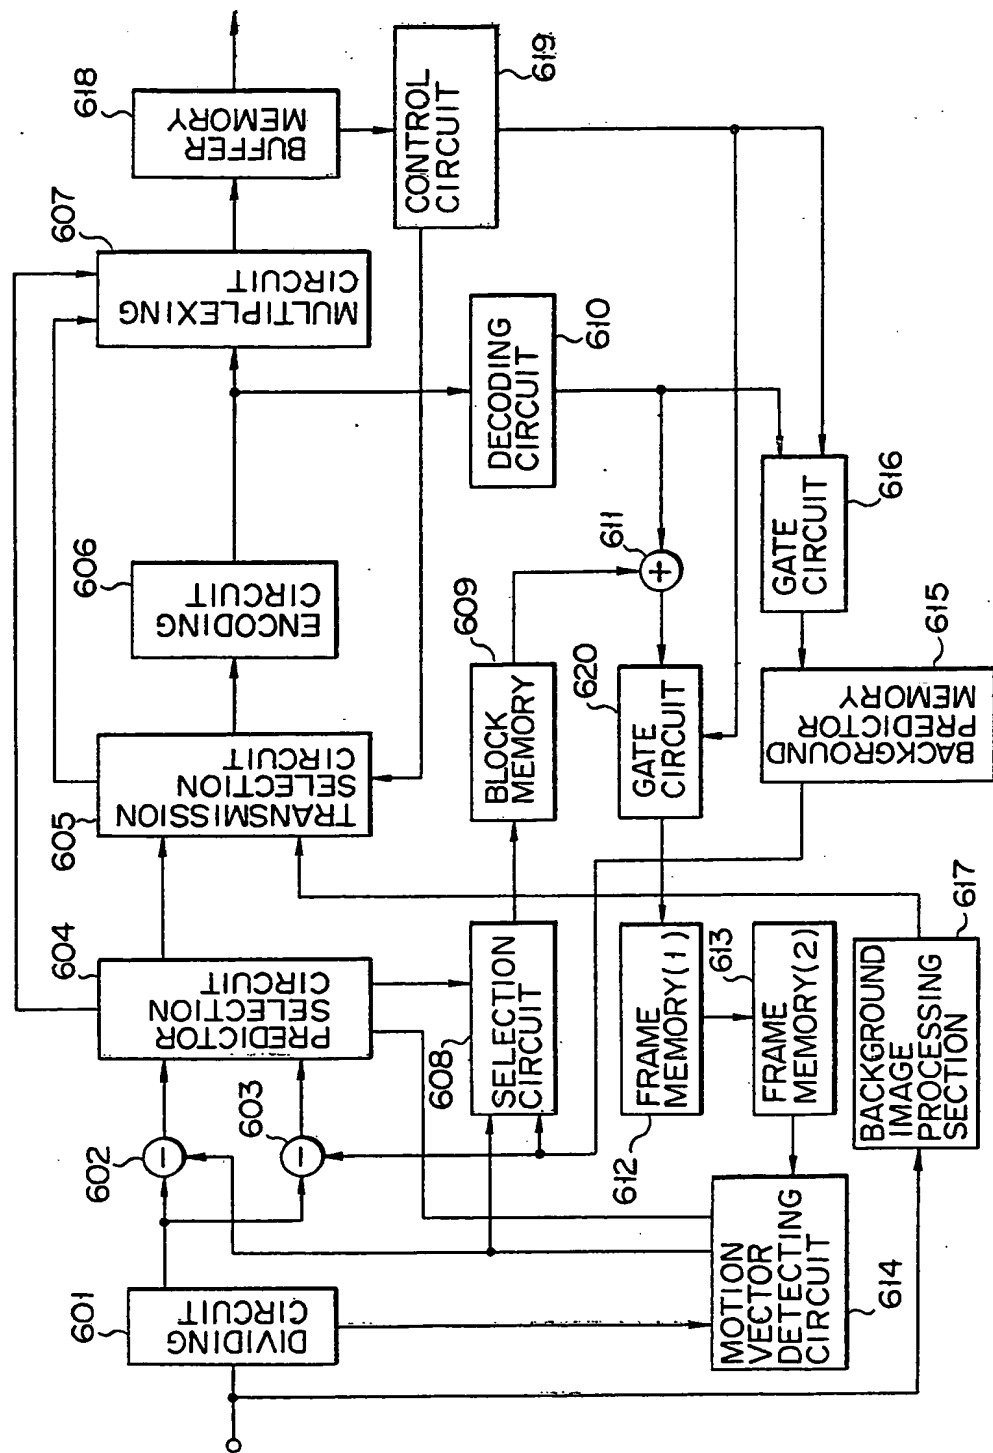 601
DIVIDING
CIRCUIT
602
−
603
−
604
PREDICTOR
SELECTION
CIRCUIT
605
TRANSMISSION
SELECTION
CIRCUIT
606
ENCODING
CIRCUIT
607
MULTIPLEXING
CIRCUIT
618
BUFFER
MEMORY
CONTROL
CIRCUIT
619
608
SELECTION
CIRCUIT
609
BLOCK
MEMORY
DECODING
CIRCUIT
610
611
+
620
GATE
CIRCUIT
612
FRAME
MEMORY(1)
613
FRAME
MEMORY(2)
MOTION
VECTOR
DETECTING
CIRCUIT
614
GATE
CIRCUIT
616
615
BACKGROUND
PREDICTOR
MEMORY
BACKGROUND
IMAGE
PROCESSING
SECTION
617